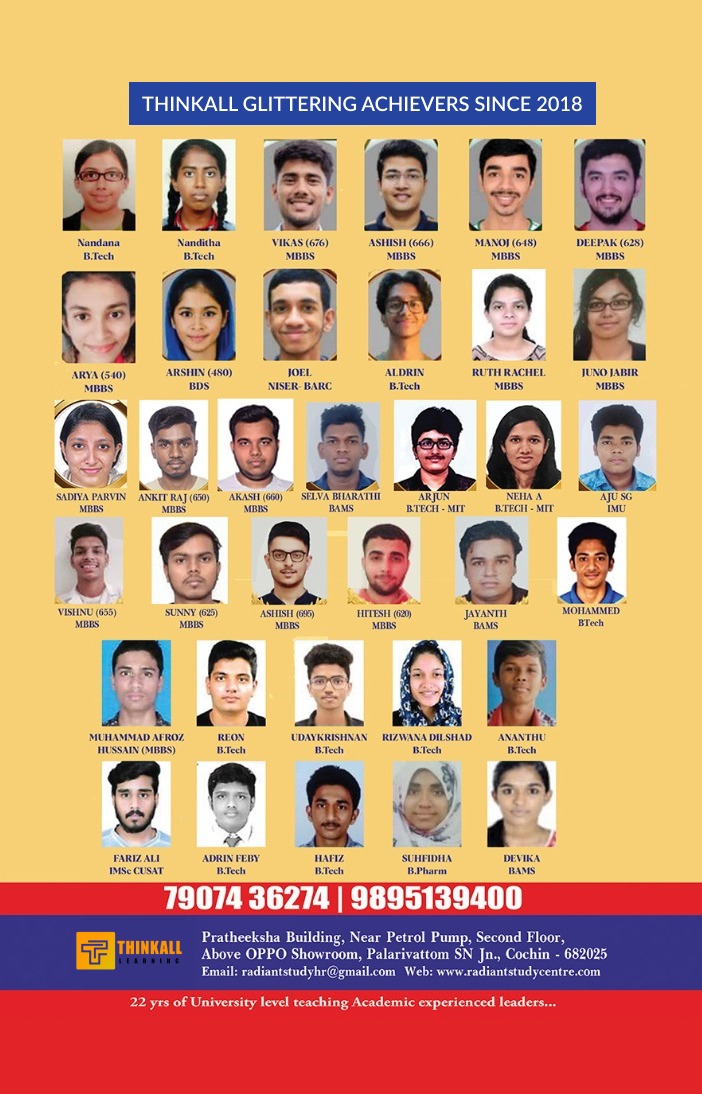 THINKALL GLITTERING ACHIEVERS SINCE 2018
Nandana
B.Tech
Nanditha
B.Tech
VIKAS (676)
MBBS
ASHISH (666)
MBBS
MANOJ (648)
MBBS
DEEPAK (628)
MBBS
ARYA (540)
MBBS
ARSHIN (480)
BDS
JOEL
NISER- BARC
ALDRIN
B.Tech
RUTH RACHEL
MBBS
JUNO JABIR
MBBS
SADIYA PARVIN
MBBS
ANKIT RAJ (650)
MBBS
AKASH (660)
MBBS
SELVA BHARATHI
BAMS
ARJUN
B.TECH - MIT
NEHA A
B.TECH - MIT
AJU SG
IMU
VISHNU (655)
MBBS
SUNNY (625)
MBBS
ASHISH (695)
MBBS
HITESH (620)
MBBS
JAYANTH
BAMS
MOHAMMED
BTech
MUHAMMAD AFROZ
HUSSAIN (MBBS)
REON
B.Tech
UDAYKRISHNAN
B.Tech
RIZWANA DILSHAD
B.Tech
ANANTHU
B.Tech
FARIZ ALI
IMSc CUSAT
ADRIN FEBY
B.Tech
HAFIZ
B.Tech
SUHFIDHA
B.Pharm
DEVIKA
BAMS
79074 36274 | 9895139400
THINKALL
LEARNING
Pratheeksha Building, Near Petrol Pump, Second Floor,
Above OPPO Showroom, Palarivattom SN Jn., Cochin - 682025
Email: radiantstudyhr@gmail.com Web: www.radiantstudycentre.com
22 yrs of University level teaching Academic experienced leaders...